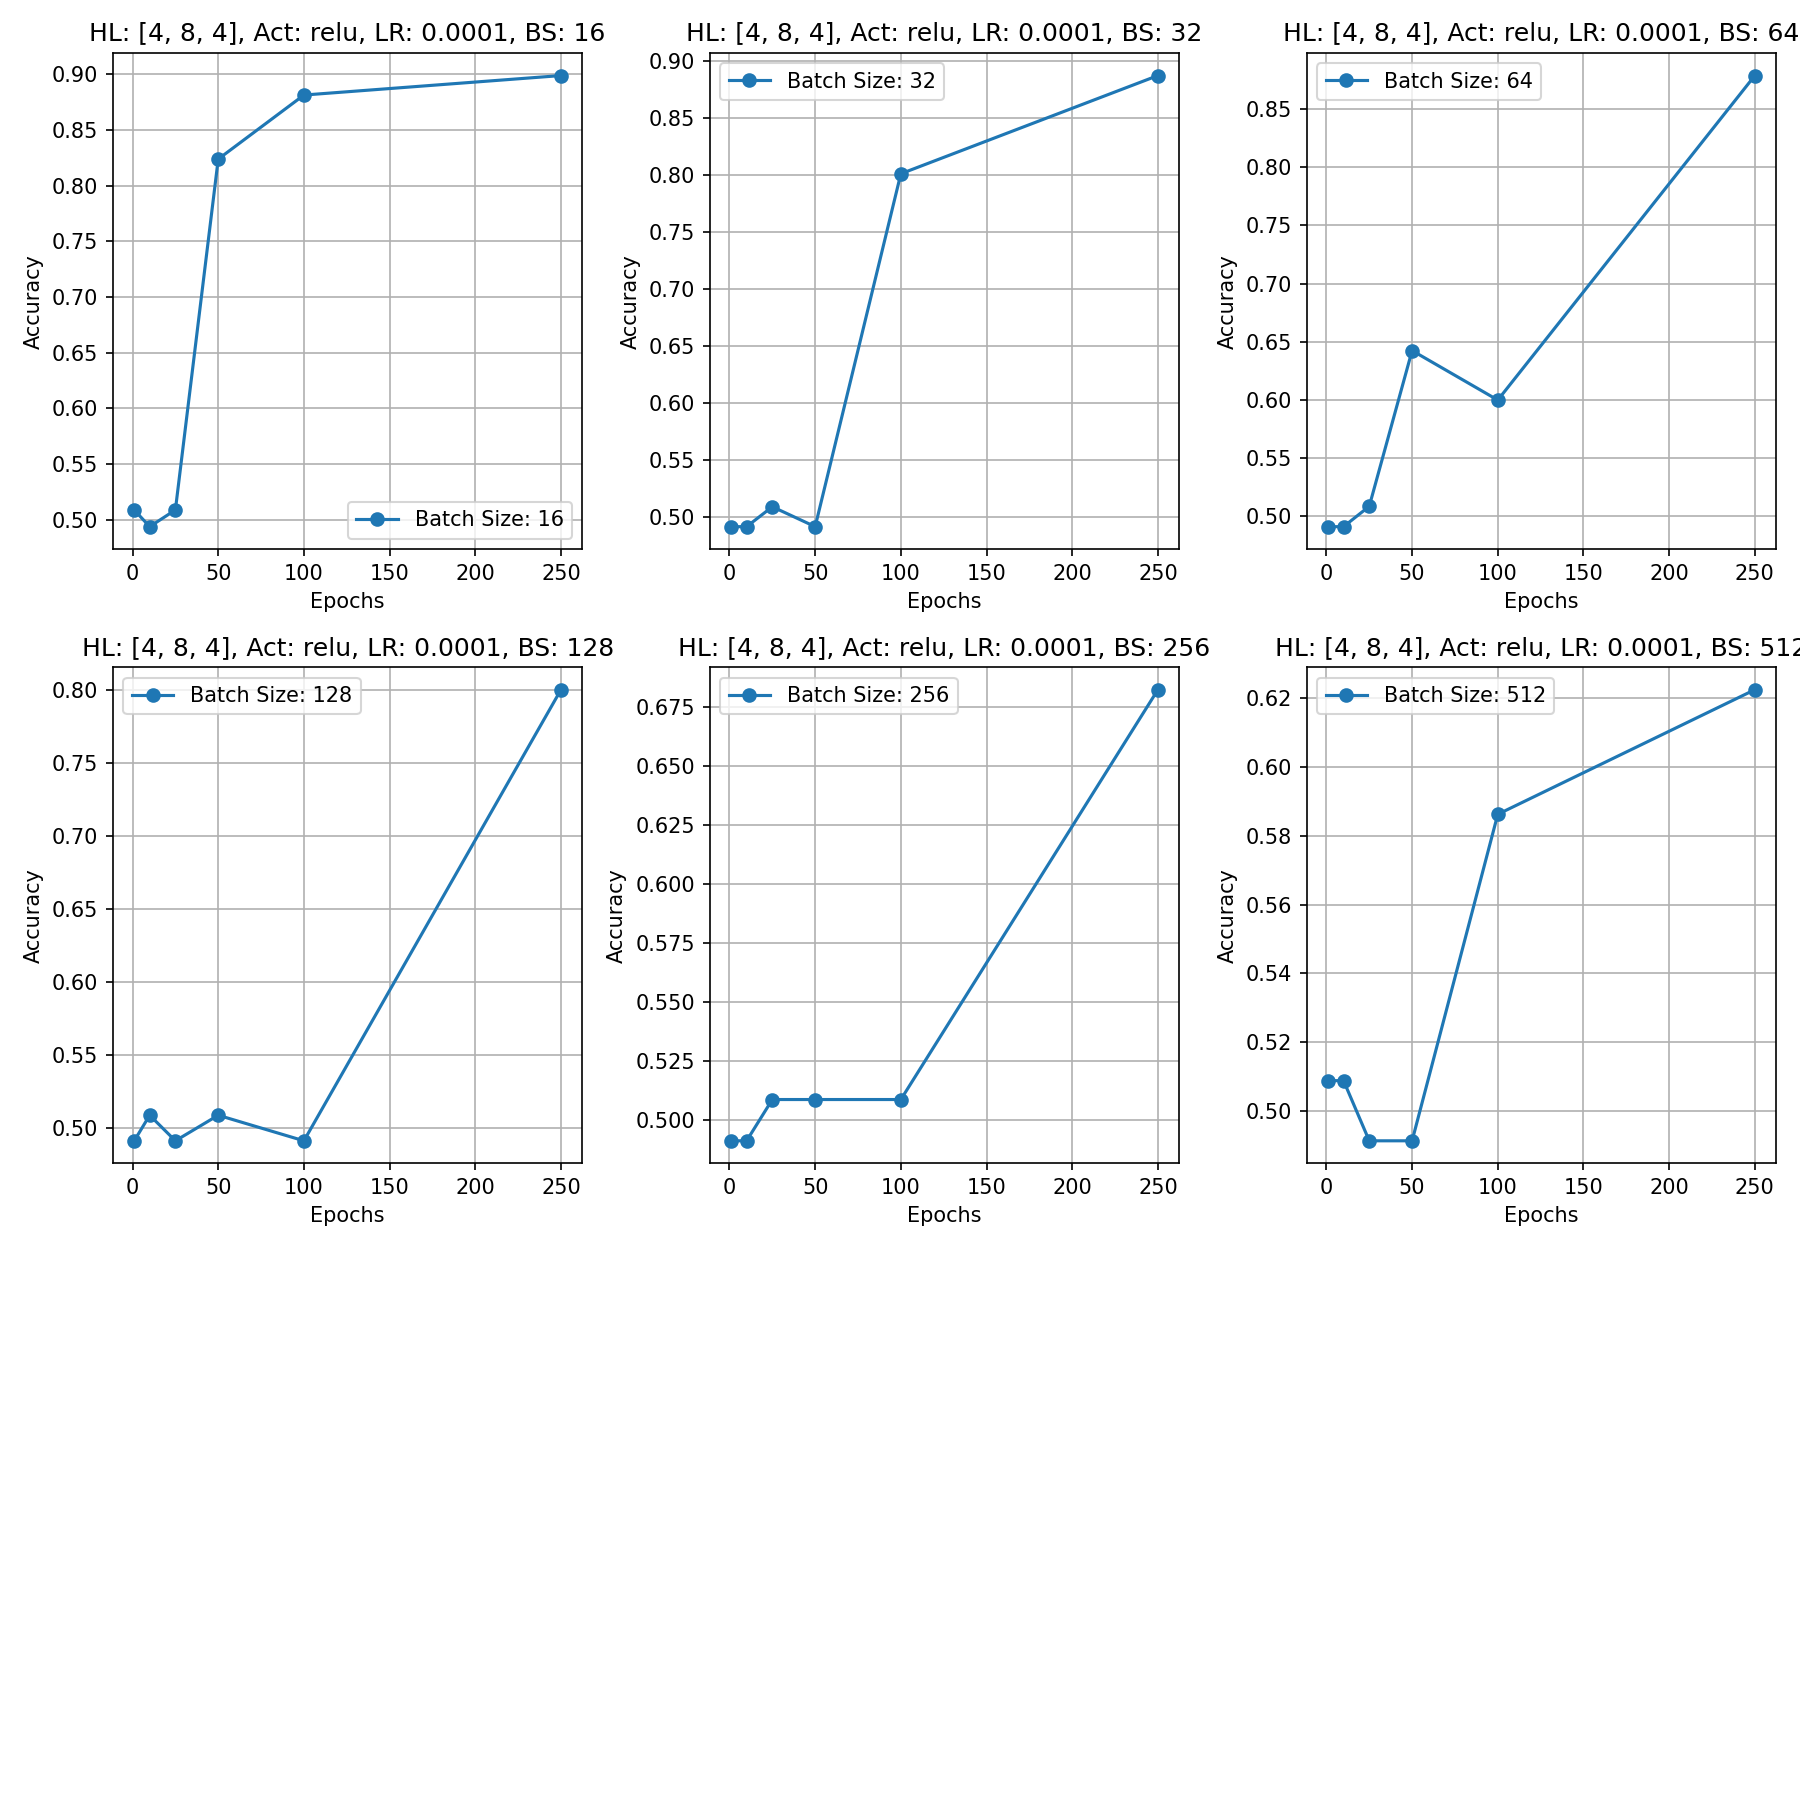 HL: [4, 8, 4], Act: relu, LR: 0.0001, BS: 16
Accuracy
0.90
0.85
0.80
0.75
0.70
0.65
0.60
0.55
0.50
Batch Size: 16
0 50 100 150 200 250
Epochs
HL: [4, 8, 4], Act: relu, LR: 0.0001, BS: 32
Accuracy
0.90
0.85
0.80
0.75
0.70
0.65
0.60
0.55
0.50
Batch Size: 32
0 50 100 150 200 250
Epochs
HL: [4, 8, 4], Act: relu, LR: 0.0001, BS: 64
Accuracy
0.85
0.80
0.75
0.70
0.65
0.60
0.55
0.50
Batch Size: 64
0 50 100 150 200 250
Epochs
HL: [4, 8, 4], Act: relu, LR: 0.0001, BS: 128
Accuracy
0.80
0.75
0.70
0.65
0.60
0.55
0.50
Batch Size: 128
0 50 100 150 200 250
Epochs
HL: [4, 8, 4], Act: relu, LR: 0.0001, BS: 256
Accuracy
0.675
0.650
0.625
0.600
0.575
0.550
0.525
0.500
Batch Size: 256
0 50 100 150 200 250
Epochs
HL: [4, 8, 4], Act: relu, LR: 0.0001, BS: 512
Accuracy
0.62
0.60
0.58
0.56
0.54
0.52
0.50
Batch Size: 512
0 50 100 150 200 250
Epochs